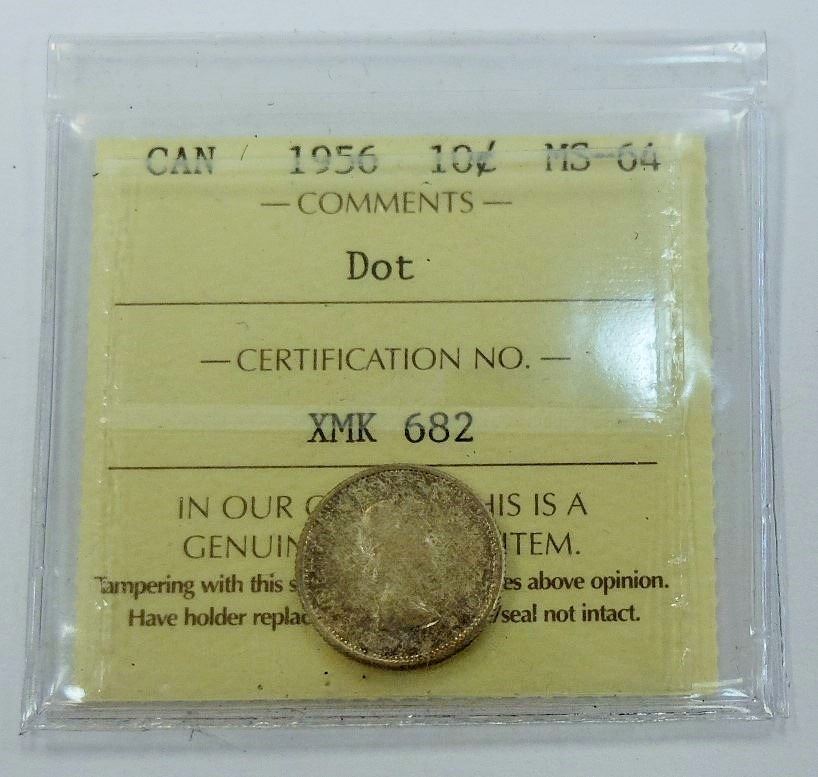 CAN 1956 10¢ MS-64
— COMMENTS —
Dot
— CERTIFICATION NO. —
XMK 682
IN OUR HIS IS A
GENUIN ITEM.
Tampering with this s es above opinion.
Have holder replac /seal not intact.